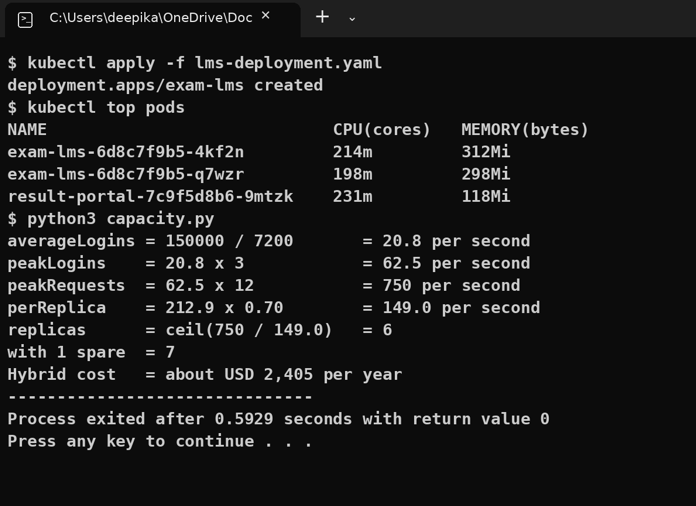 C:\Users\deepika\OneDrive\Doc
$ kubectl apply -f lms-deployment.yaml
deployment.apps/exam-lms created
$ kubectl top pods
NAME                             CPU(cores)   MEMORY(bytes)
exam-lms-6d8c7f9b5-4kf2n         214m         312Mi
exam-lms-6d8c7f9b5-q7wzr         198m         298Mi
result-portal-7c9f5d8b6-9mtzk    231m         118Mi
$ python3 capacity.py
averageLogins = 150000 / 7200       = 20.8 per second
peakLogins    = 20.8 x 3            = 62.5 per second
peakRequests  = 62.5 x 12           = 750 per second
perReplica    = 212.9 x 0.70        = 149.0 per second
replicas      = ceil(750 / 149.0)   = 6
with 1 spare  = 7
Hybrid cost   = about USD 2,405 per year
-------------------------------
Process exited after 0.5929 seconds with return value 0
Press any key to continue . . .